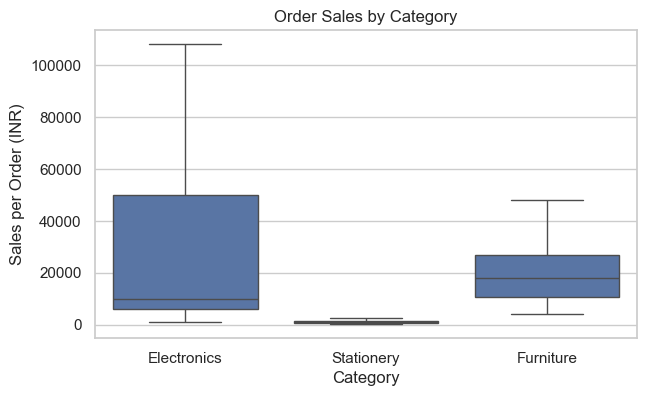 Order Sales by Category
Sales per Order (INR)
100000
80000
60000
40000
20000
0
Electronics Stationery Furniture
Category